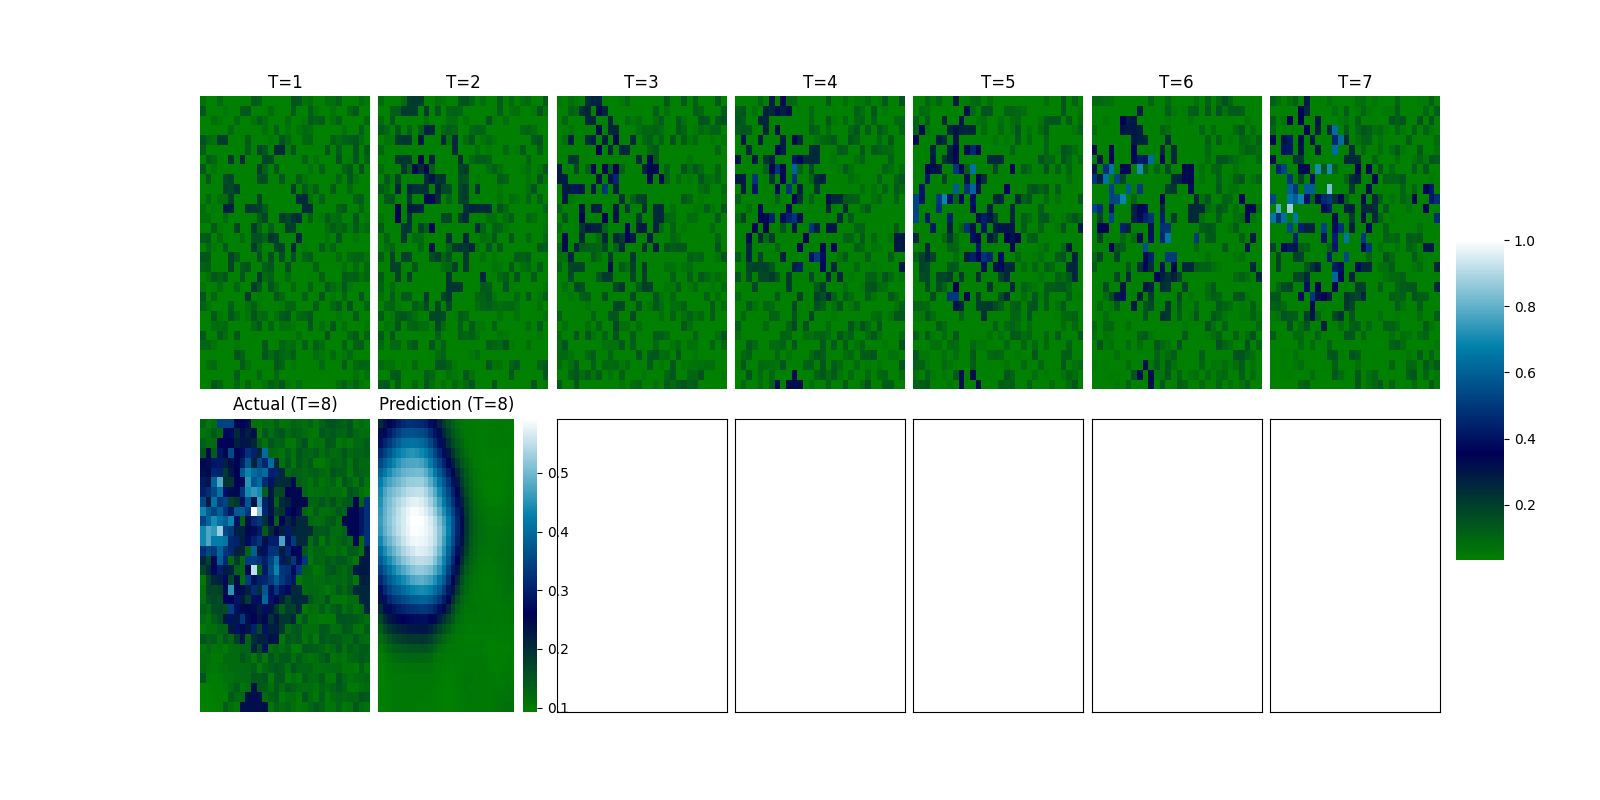 T=1
T=2
T=3
T=4
T=5
T=6
T=7
1.0
0.8
0.6
0.4
0.2
Actual (T=8)
Prediction (T=8)
0.5
0.4
0.3
0.2
0.1